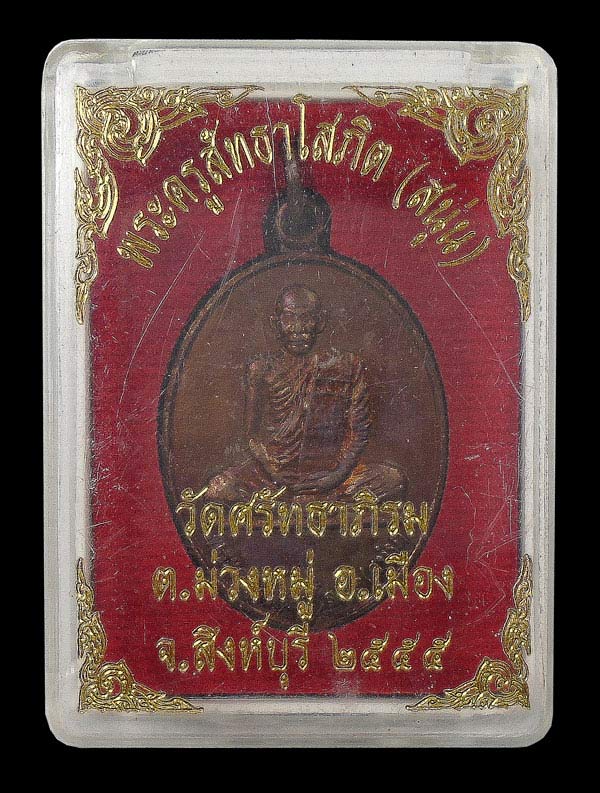 พระครูสัทธาโสภิต (สนุ่น)
วัดศรัทธาภิรม
ต.ม่วงหมู่ อ.เมือง
จ.สิงห์บุรี ๒๕๕๕